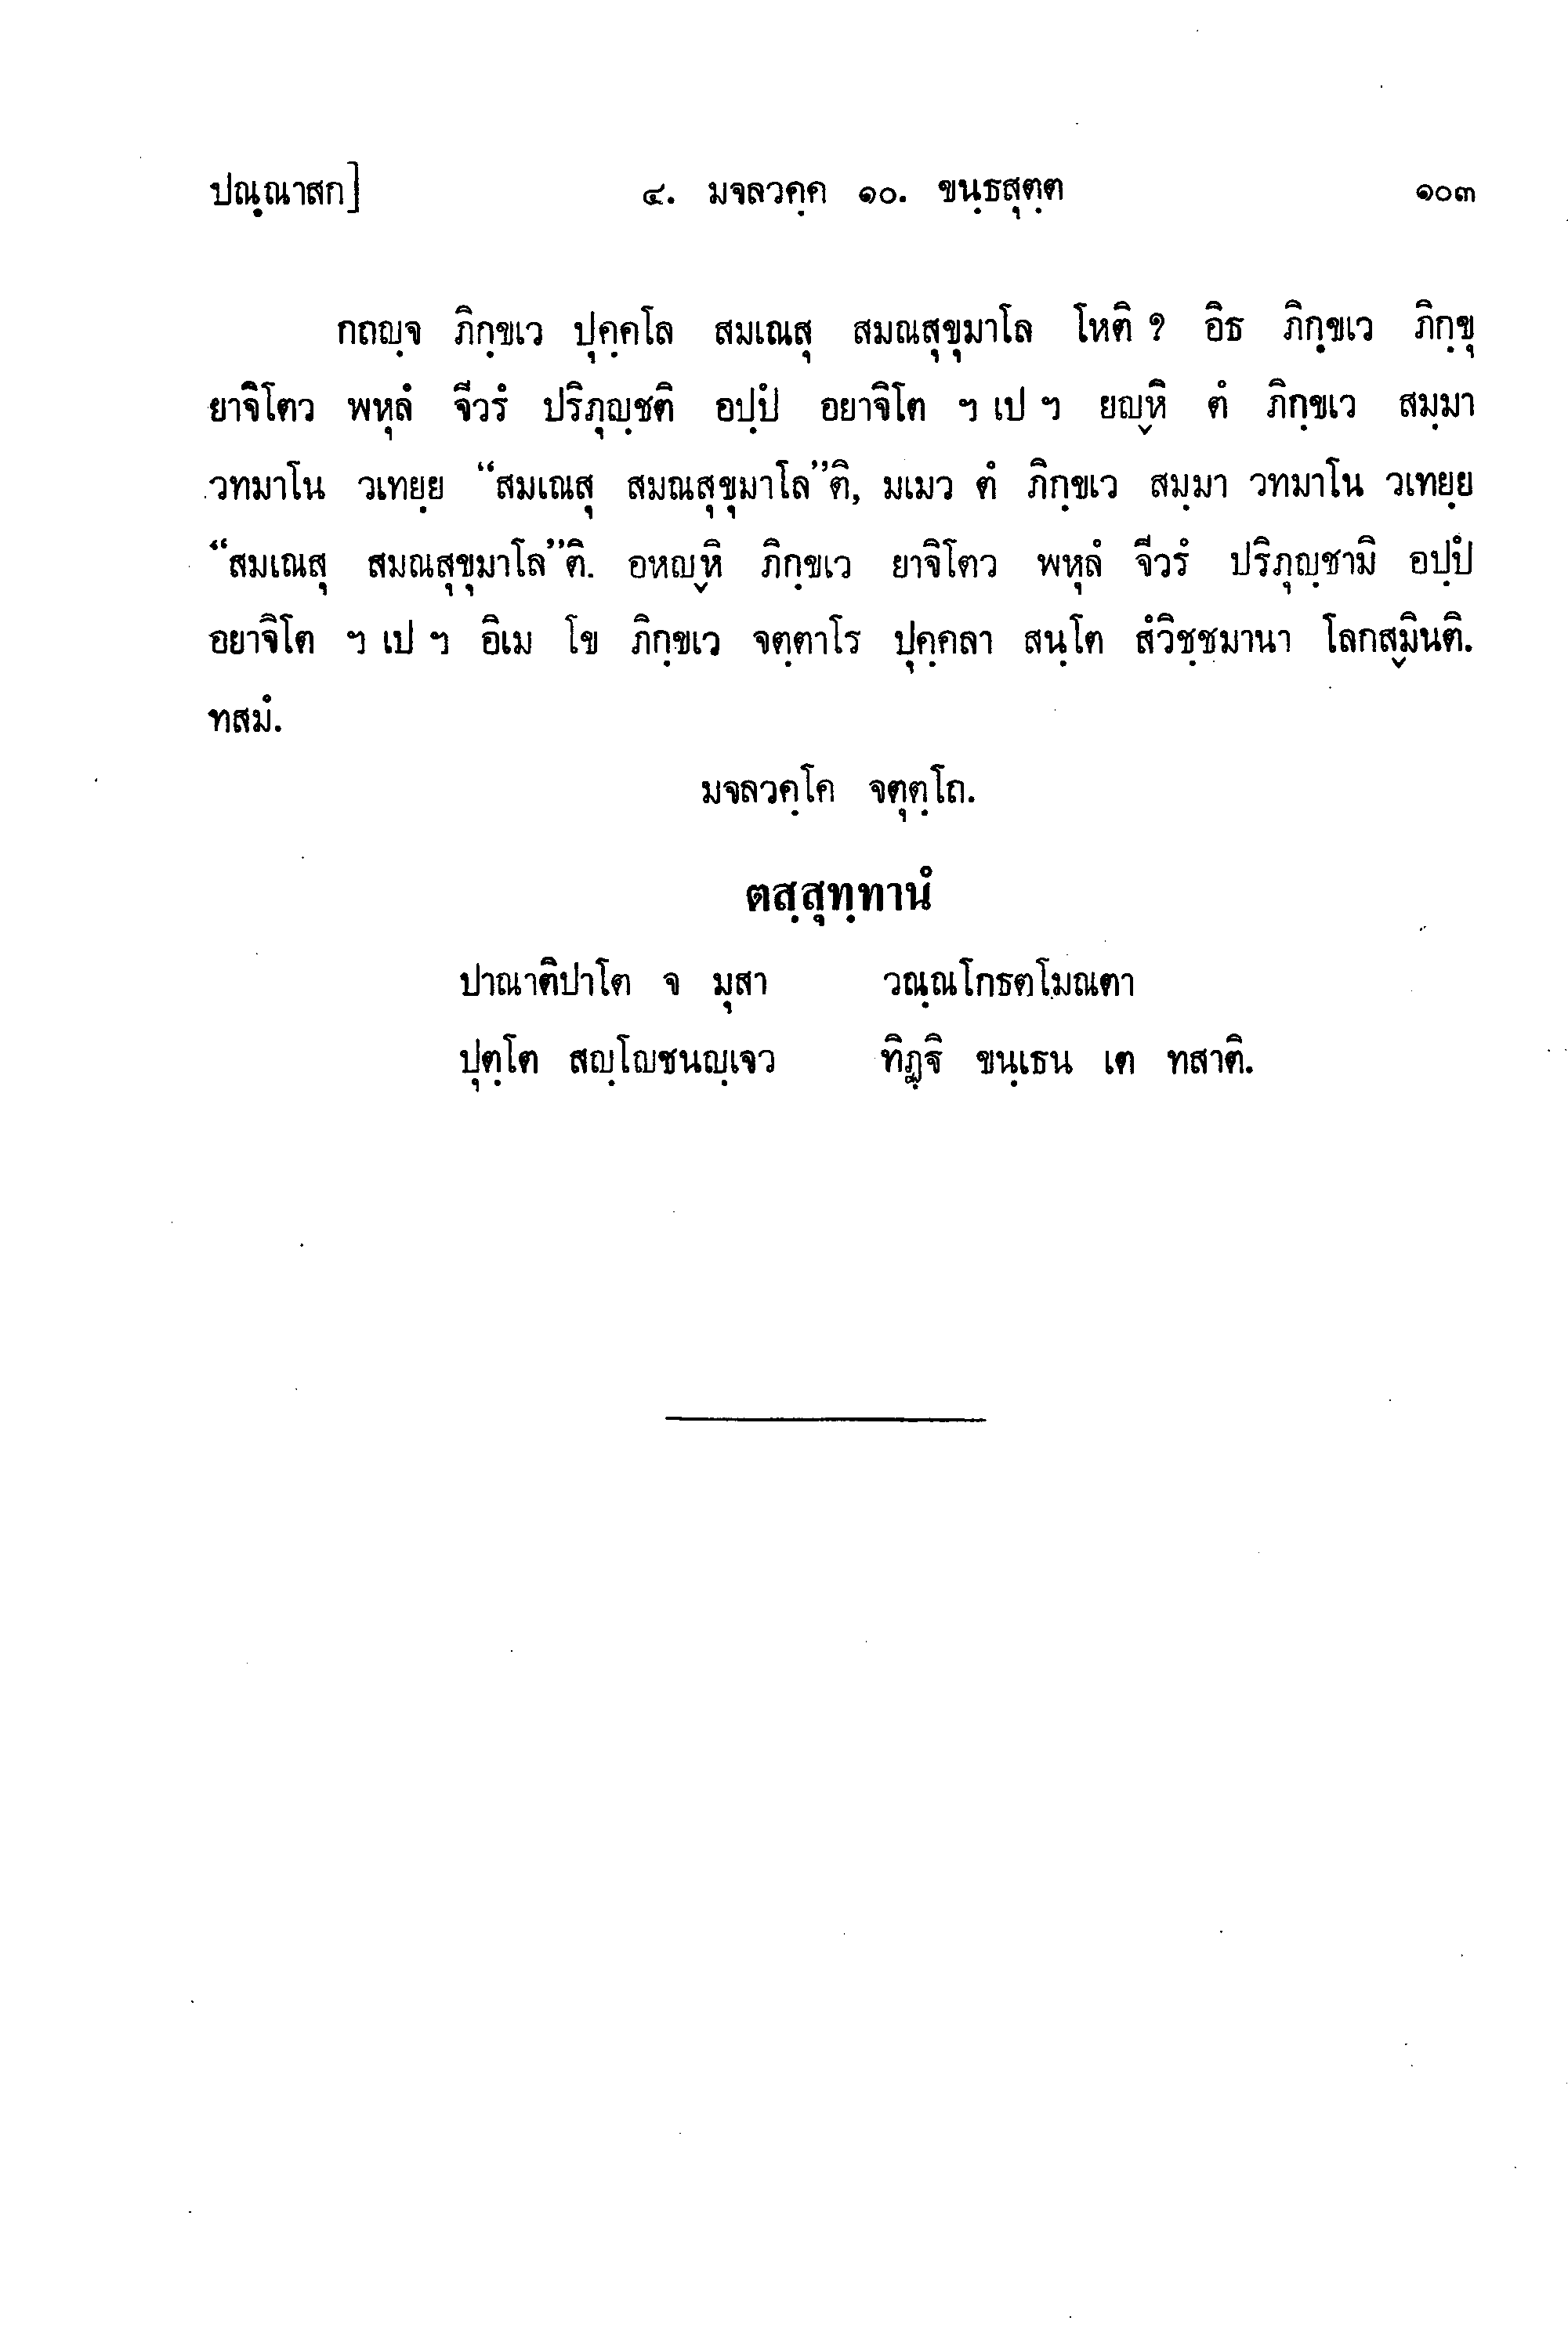 ปณฺณาสก] ๔. มจลวคฺค ๑๐. ขนฺธสุตฺต ๑๐๓
กถญฺจ ภิกฺขเว ปุคฺคโล สมเณสุ สมณสุขุมาโล โหติ ? อิธ ภิกฺขเว ภิกฺขุ
ยาจิโตว พหุลํ จีวรํ ปริภุญฺชติ อปฺปํ อยาจิโต ฯ เป ฯ ยญฺหิ ตํ ภิกฺขเว สมฺมา
วทมาโน วเทยฺย “สมเณสุ สมณสุขุมาโล”ติ, มเมว ตํ ภิกฺขเว สมฺมา วทมาโน วเทยฺย
“สมเณสุ สมณสุขุมาโล”ติ. อหญฺหิ ภิกฺขเว ยาจิโตว พหุลํ จีวรํ ปริภุญฺชามิ อปฺปํ
อยาจิโต ฯ เป ฯ อิเม โข ภิกฺขเว จตฺตาโร ปุคฺคลา สนฺโต สํวิชฺชมานา โลกสฺมินติ.
ทสมํ.
มจลวคฺโค จตุตฺโถ.
ตสฺสุทฺทานํ
ปาณาติปาโต จ มุสา วณฺณโกธตโมณตา
ปุตฺโต สญฺโญชนญฺเจว ทิฏฺฐิ ขนฺเธน เต ทสาติ.